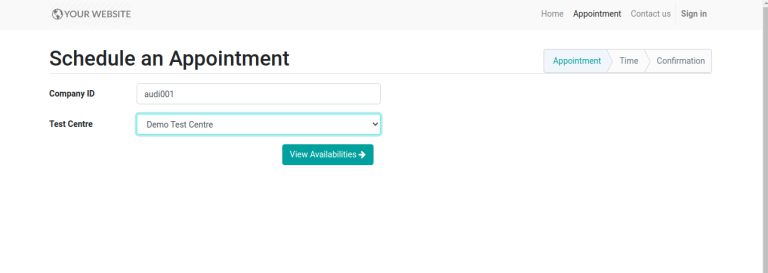 YOUR WEBSITE
Home Appointment Contact us Sign in
Schedule an Appointment
Appointment Time Confirmation
Company ID audi001
Test Centre Demo Test Centre
View Availabilities